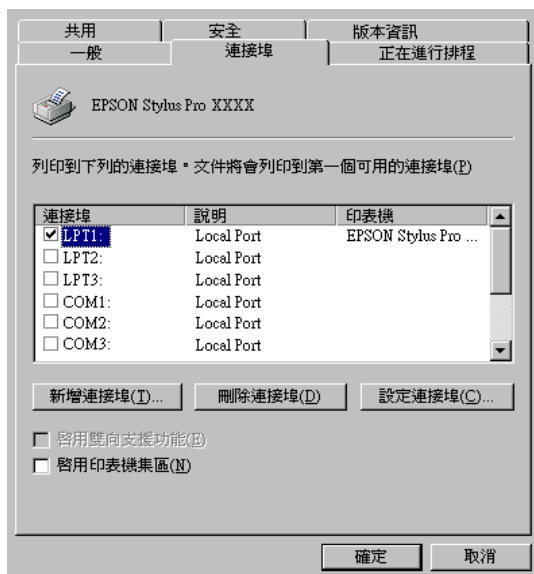 共用 安全 版本資訊
一般 連接埠 正在進行排程
EPSON Stylus Pro XXXX
列印到下列的連接埠。文件將會列印到第一個可用的連接埠(P)
連接埠 說明 印表機
LPT1: Local Port EPSON Stylus Pro ...
LPT2: Local Port
LPT3: Local Port
COM1: Local Port
COM2: Local Port
COM3: Local Port
新增連接埠(T)... 刪除連接埠(D) 設定連接埠(C)...
啓用雙向支援功能(E)
啓用印表機集區(N)
確定 取消